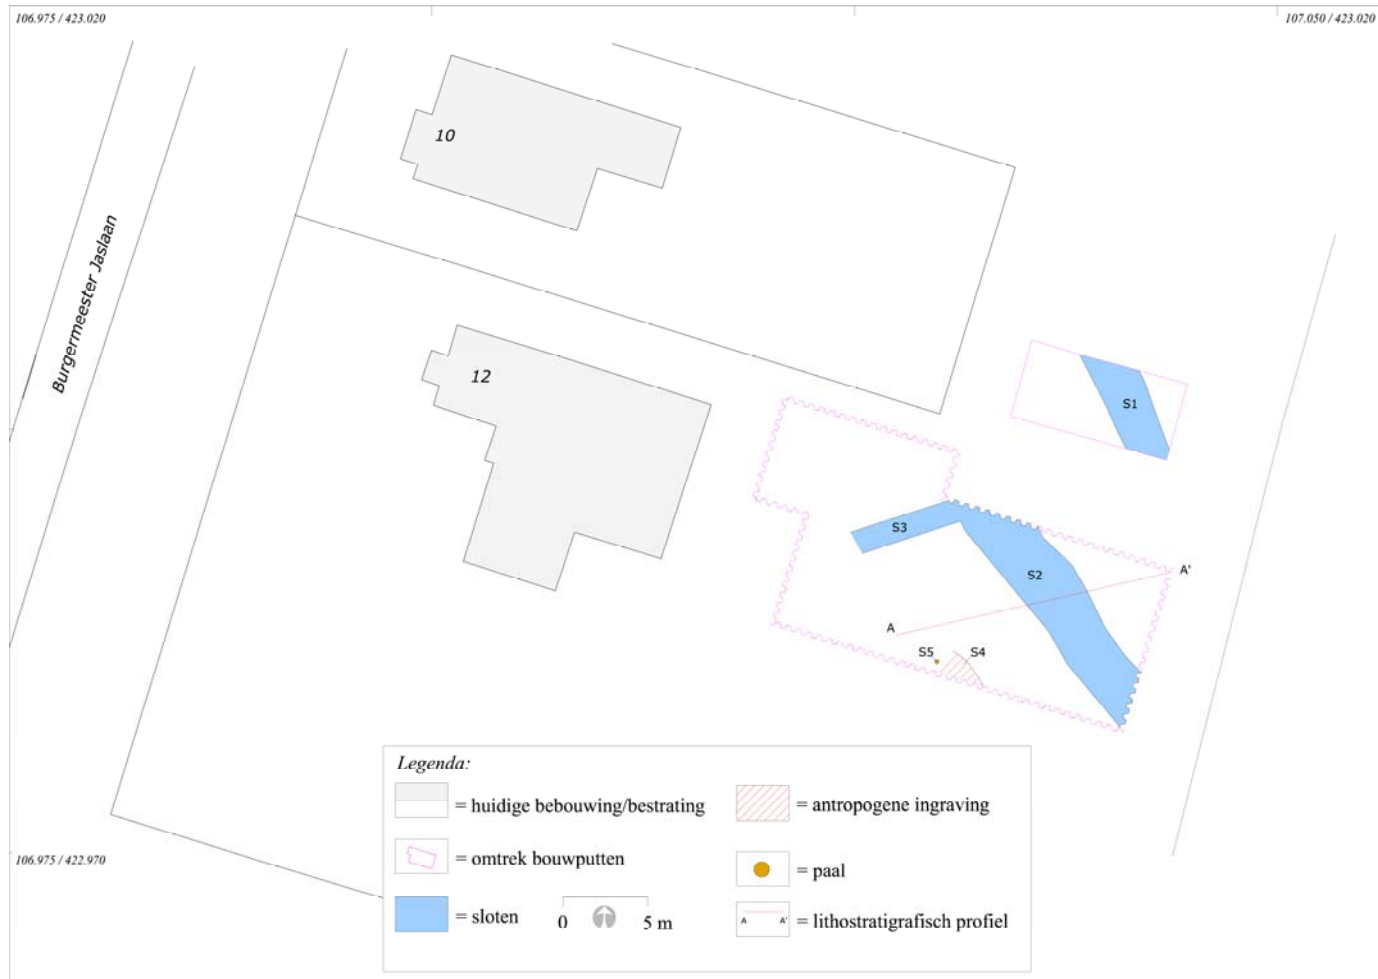 106.975 / 423.020
107.050 / 423.020
10
Burgermeester Jaslaan
12
S1
S3
S2
A'
A
S5
S4
106.975 / 422.970
Legenda:
= huidige bebouwing/bestrating
= antropogene ingraving
= omtrek bouwputten
= paal
= sloten
0 5 m
A A'
= lithostratigrafisch profiel